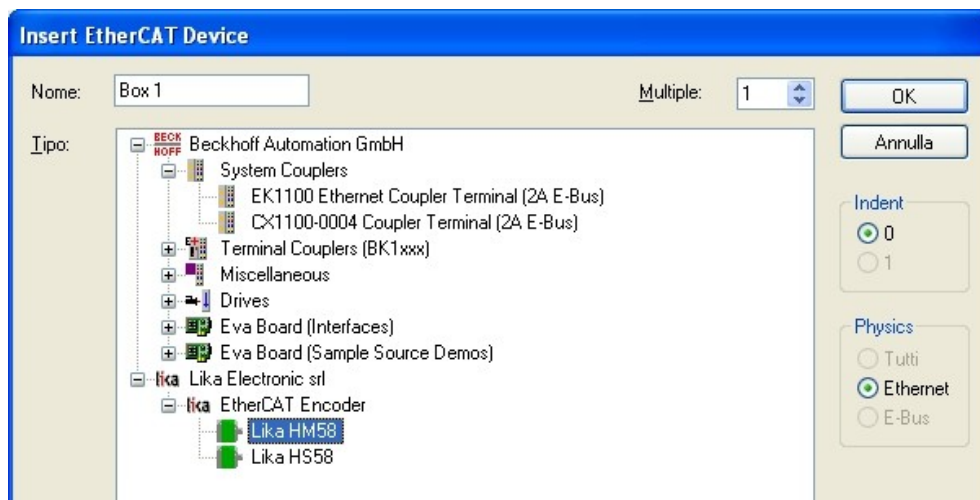 Insert EtherCAT Device
Nome: Box 1 Multiple: 1 OK
Tipo: BECKHOFF Beckhoff Automation GmbH Annulla
System Couplers
EK1100 Ethernet Coupler Terminal (2A E-Bus)
CX1100-0004 Coupler Terminal (2A E-Bus)
Terminal Couplers (BK1xxx)
Miscellaneous
Drives
Eva Board (Interfaces)
Eva Board (Sample Source Demos)
lika Lika Electronic srl
lika EtherCAT Encoder
Lika HM58
Lika HS58
Indent
0
1
Physics
Tutti
Ethernet
E-Bus